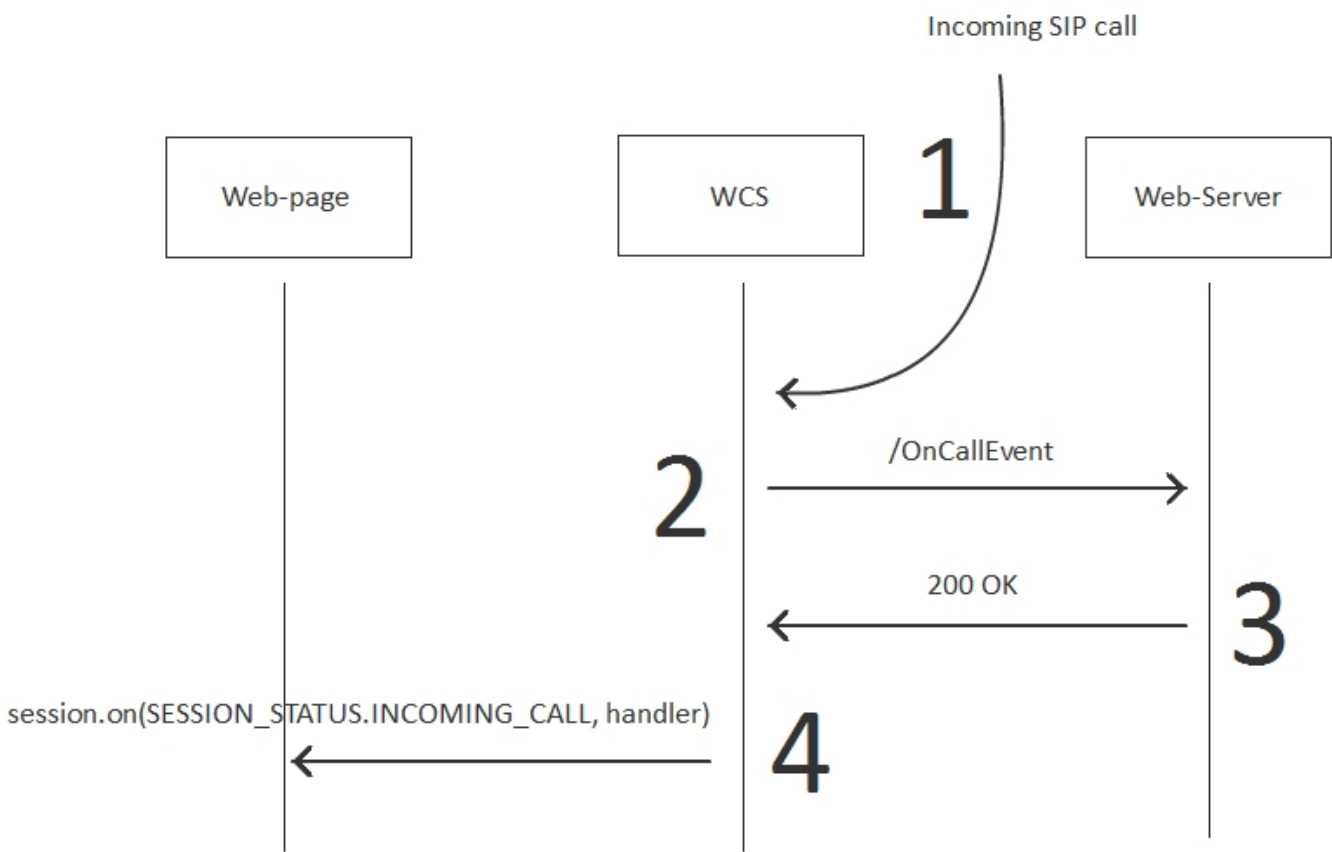 Incoming SIP call
Web-page
WCS
1
Web-Server
/OnCallEvent
2
200 OK
3
session.on(SESSION_STATUS.INCOMING_CALL, handler)
4